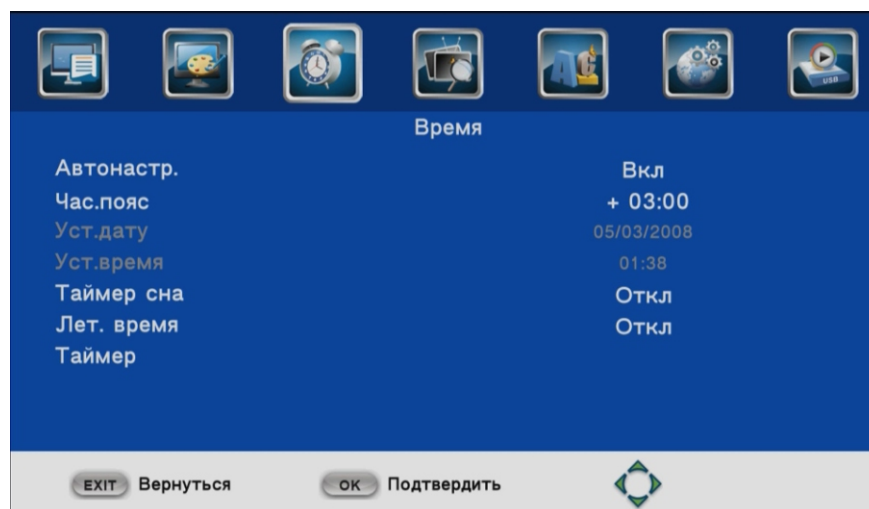 USB
Время
Автонастр. Вкл
Час.пояс + 03:00
Уст.дату 05/03/2008
Уст.время 01:38
Таймер сна Откл
Лет. время Откл
Таймер
EXIT Вернуться OK Подтвердить